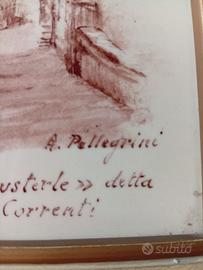 A. Pellegrini
usterle » detta
Correnti
subito